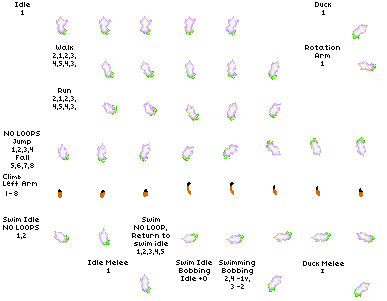 Idle
1
Duck
1
Walk
2,1,2,3,
4,5,4,3,
Rotation
Arm
1
Run
2,1,2,3,
4,5,4,3,
NO LOOPS
Jump
1,2,3,4
Fall
5,6,7,8
Climb
Left Arm
1-8
Swim Idle
NO LOOPS
1,2
Swim
NO LOOP,
Return to
swim idle
1,2,3,4,5
Idle Melee
1
Swim Idle
Bobbing
Idle +0
Swimming
Bobbing
2,4 -1v,
3 -2
Duck Melee
1